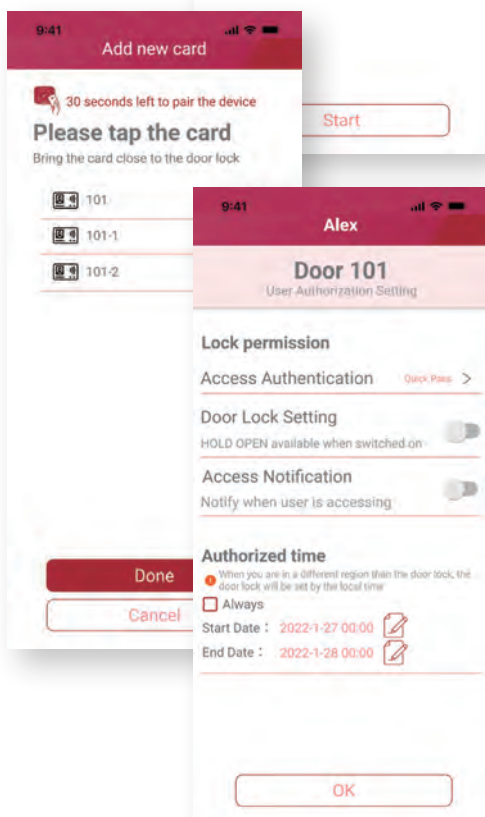 9:41
Add new card
30 seconds left to pair the device
Please tap the card
Bring the card close to the door lock
101
101-1
101-2
Done
Cancel
Start
9:41
Alex
Door 101
User Authorization Setting
Lock permission
Access Authentication Quick Pass >
Door Lock Setting
HOLD OPEN available when switched on
Access Notification
Notify when user is accessing
Authorized time
When you are in a different region than the door lock, the
door lock will be set by the local time
Always
Start Date : 2022-1-27 00:00
End Date : 2022-1-28 00:00
OK